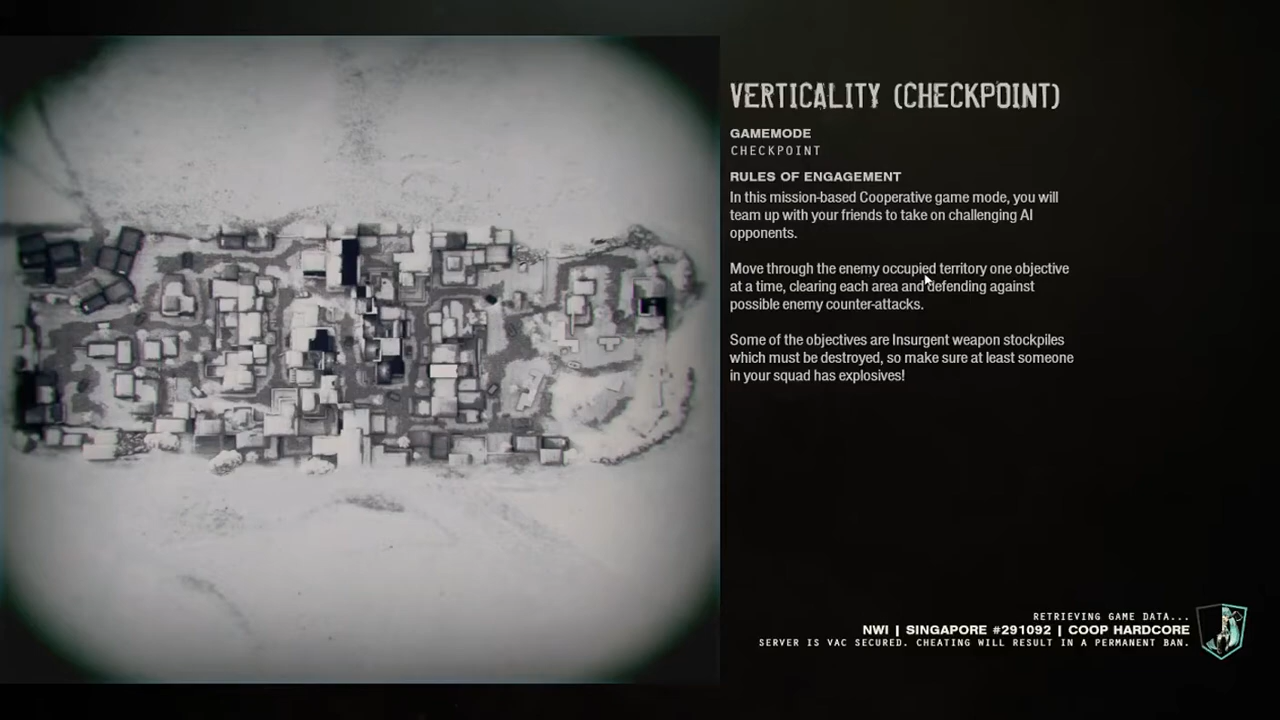 VERTICALITY (CHECKPOINT)
GAMEMODE
CHECKPOINT
RULES OF ENGAGEMENT
In this mission-based Cooperative game mode, you will
team up with your friends to take on challenging AI
opponents.
Move through the enemy occupied territory one objective
at a time, clearing each area and defending against
possible enemy counter-attacks.
Some of the objectives are Insurgent weapon stockpiles
which must be destroyed, so make sure at least someone
in your squad has explosives!
RETRIEVING GAME DATA...
NWI | SINGAPORE #291092 | COOP HARDCORE
SERVER IS VAC SECURED. CHEATING WILL RESULT IN A PERMANENT BAN.